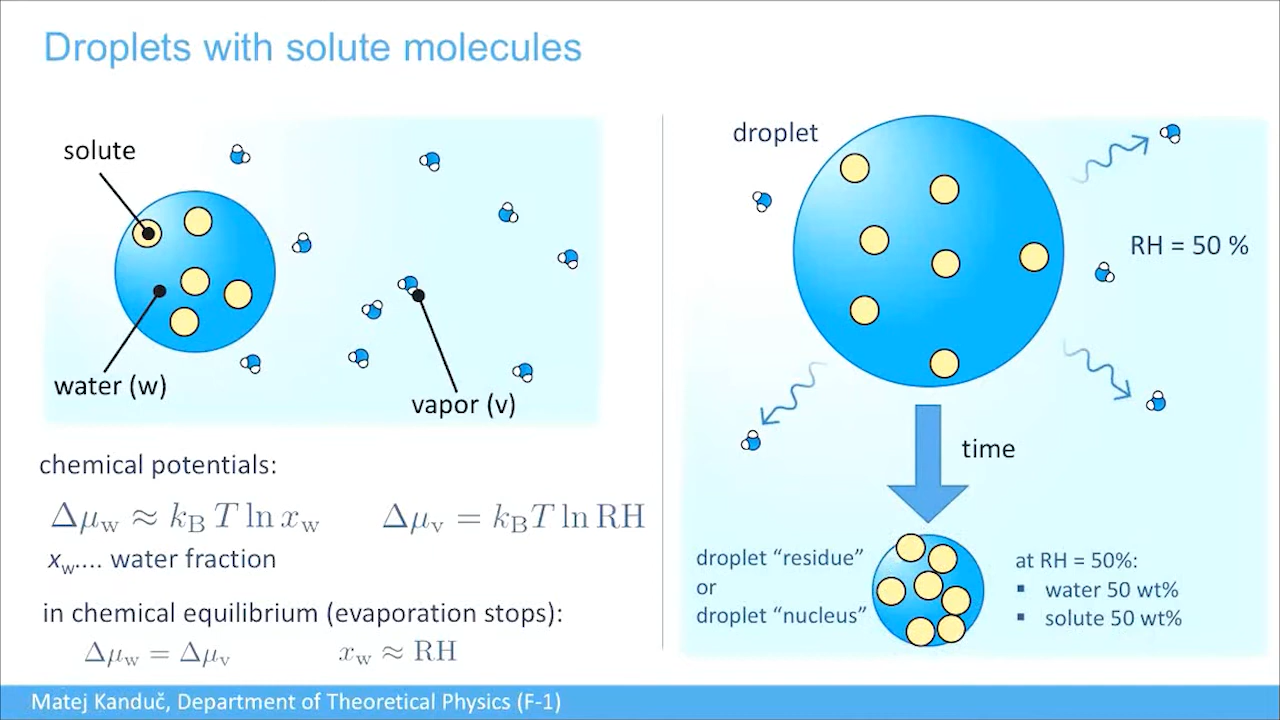 Droplets with solute molecules
solute
water (w)
vapor (v)
chemical potentials:
Δμ_w ≈ k_B T ln x_w
Δμ_v = k_B T ln RH
x_w.... water fraction
in chemical equilibrium (evaporation stops):
Δμ_w = Δμ_v
x_w ≈ RH
droplet
RH = 50 %
time
droplet “residue”
or
droplet “nucleus”
at RH = 50%:
▪ water 50 wt%
▪ solute 50 wt%
Matej Kanduč, Department of Theoretical Physics (F-1)